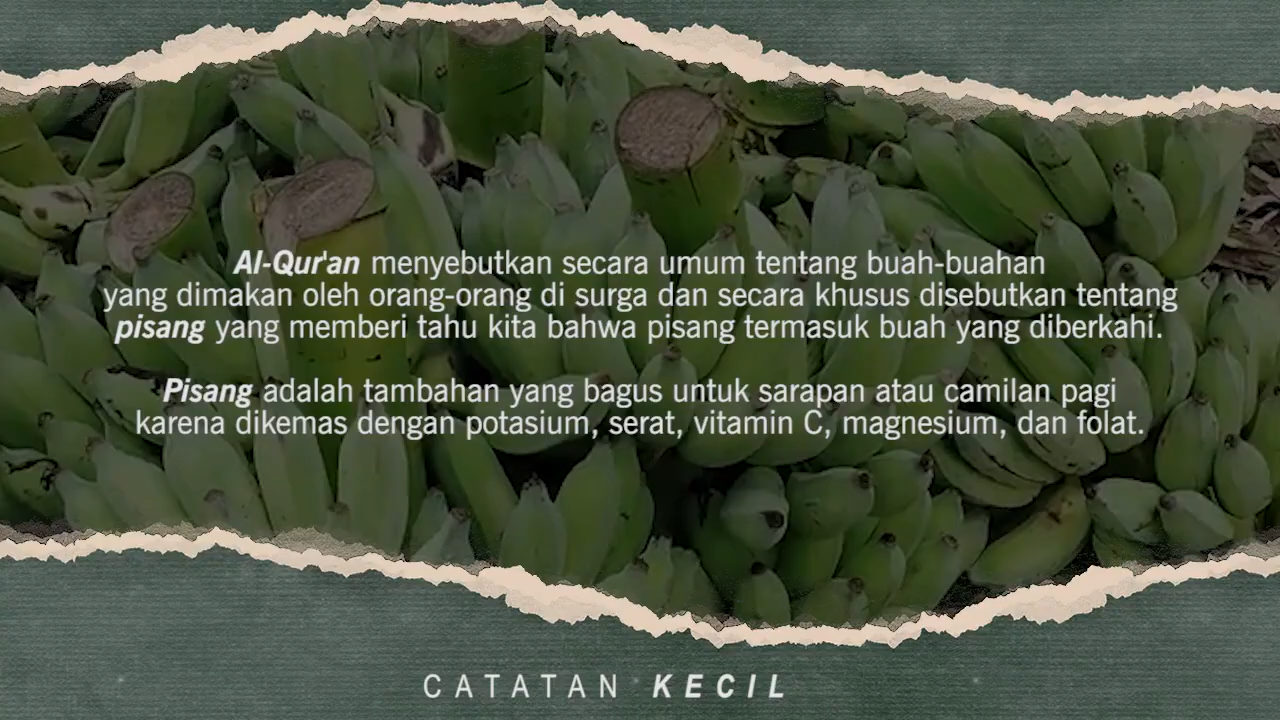 Al-Qur'an menyebutkan secara umum tentang buah-buahan
yang dimakan oleh orang-orang di surga dan secara khusus disebutkan tentang
pisang yang memberi tahu kita bahwa pisang termasuk buah yang diberkahi.
Pisang adalah tambahan yang bagus untuk sarapan atau camilan pagi
karena dikemas dengan potasium, serat, vitamin C, magnesium, dan folat.
CATATAN KECIL